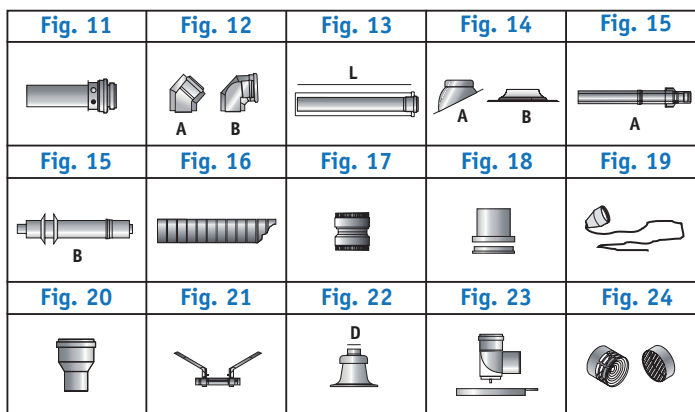 Fig. 11 Fig. 12 Fig. 13 Fig. 14 Fig. 15
L
A B A B A
Fig. 15 Fig. 16 Fig. 17 Fig. 18 Fig. 19
B
Fig. 20 Fig. 21 Fig. 22 Fig. 23 Fig. 24
D